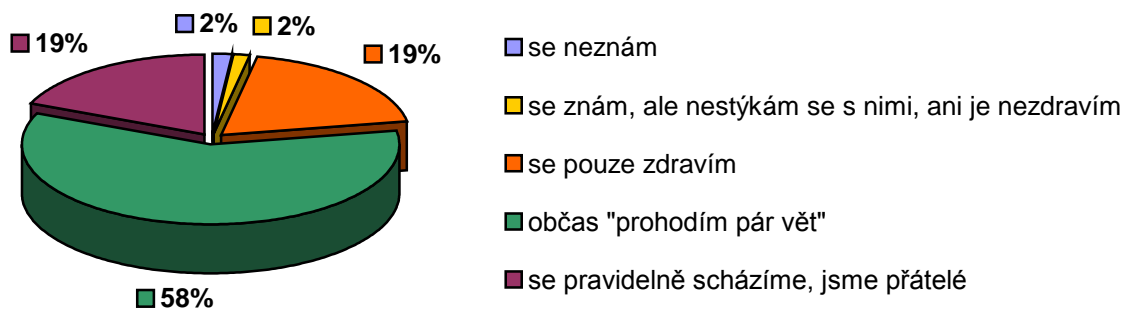 2%
2%
19%
19%
58%
se neznám
se znám, ale nestýkám se s nimi, ani je nezdravím
se pouze zdravím
občas "prohodím pár vět"
se pravidelně scházíme, jsme přátelé